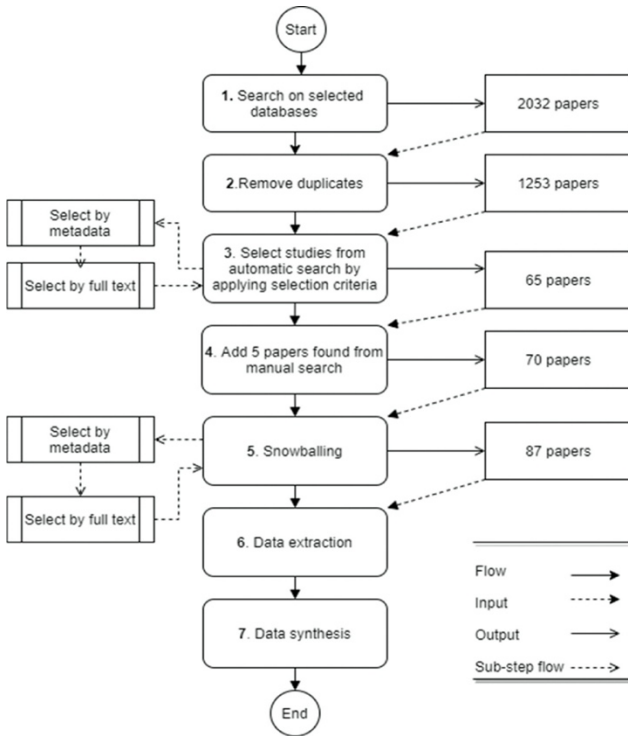 Start
1. Search on selected
databases
2032 papers
2.Remove duplicates
1253 papers
Select by
metadata
Select by full text
3. Select studies from
automatic search by
applying selection criteria
65 papers
4. Add 5 papers found from
manual search
70 papers
Select by
metadata
Select by full text
5. Snowballing
87 papers
6. Data extraction
7. Data synthesis
End
Flow
Input
Output
Sub-step flow